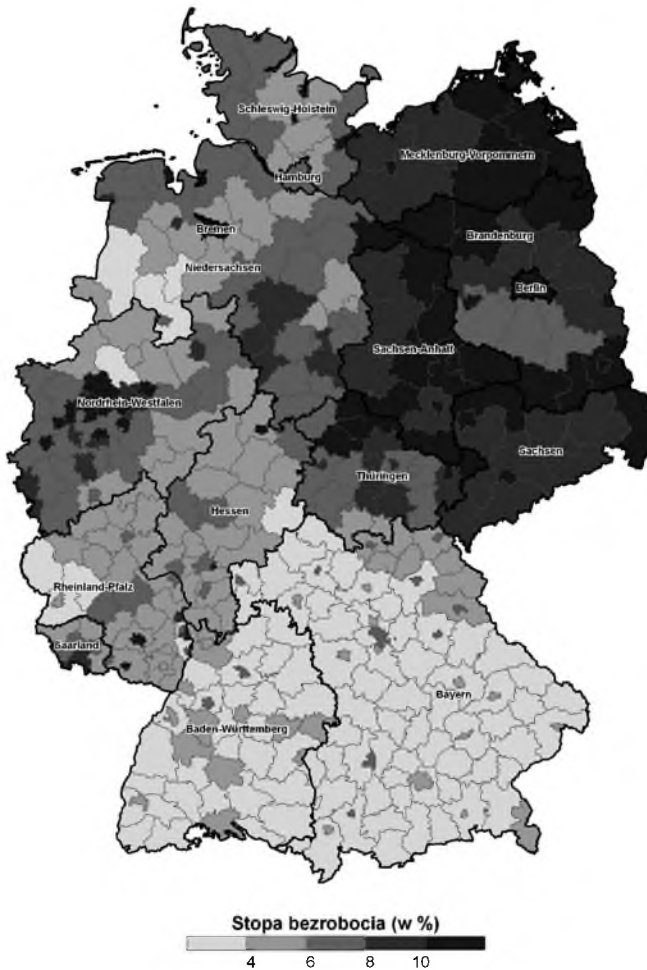 Schleswig-Holstein
Mecklenburg-Vorpommern
Hamburg
Bremen
Brandenburg
Niedersachsen
Berlin
Sachsen-Anhalt
Nordrhein-Westfalen
Sachsen
Thüringen
Hessen
Rheinland-Pfalz
Saarland
Bayern
Baden-Württemberg
Stopa bezrobocia (w %)
4 6 8 10